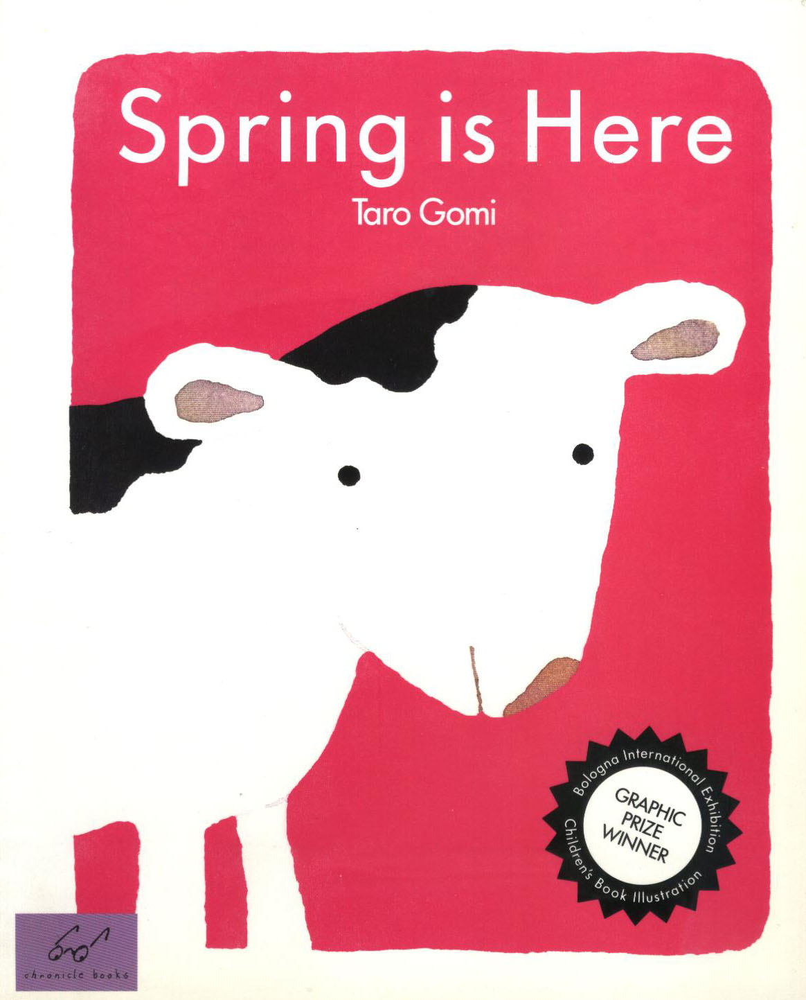 Spring is Here
Taro Gomi
Bologna International Exhibition
GRAPHIC
PRIZE
WINNER
Children's Book Illustration
chronicle books